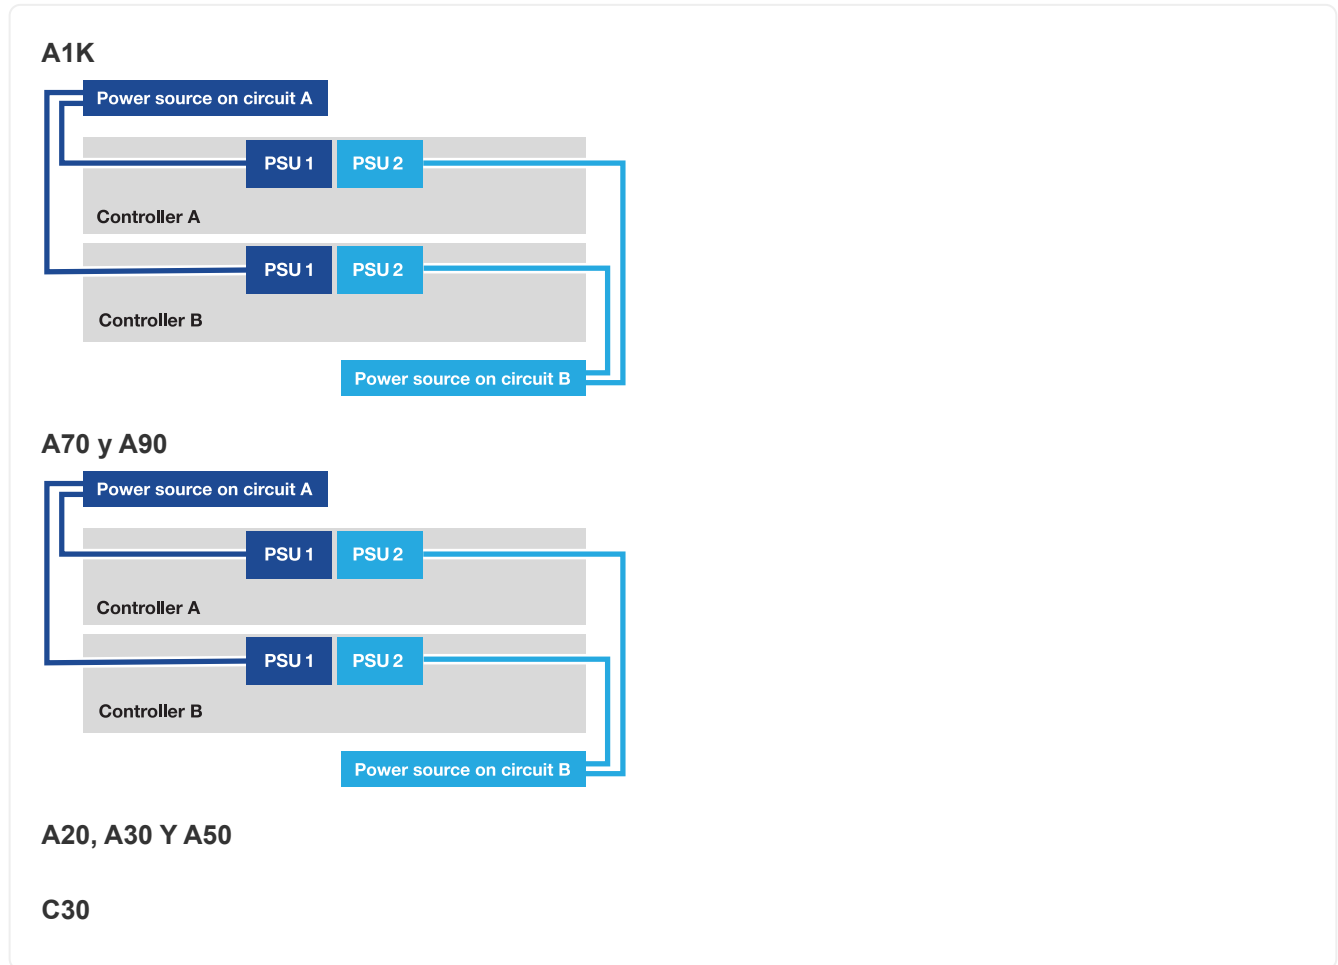 A1K
Power source on circuit A
PSU 1 PSU 2
Controller A
PSU 1 PSU 2
Controller B
Power source on circuit B
A70 y A90
Power source on circuit A
PSU 1 PSU 2
Controller A
PSU 1 PSU 2
Controller B
Power source on circuit B
A20, A30 Y A50
C30